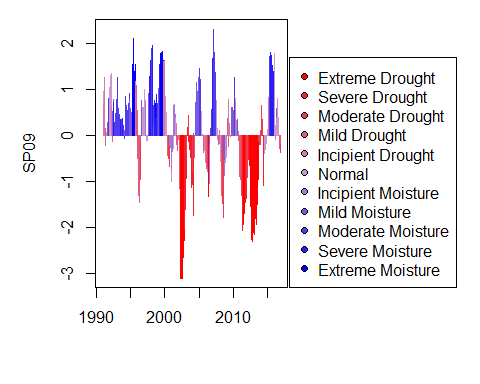 SP09
2
1
0
-1
-2
-3
1990
2000
2010
Extreme Drought
Severe Drought
Moderate Drought
Mild Drought
Incipient Drought
Normal
Incipient Moisture
Mild Moisture
Moderate Moisture
Severe Moisture
Extreme Moisture